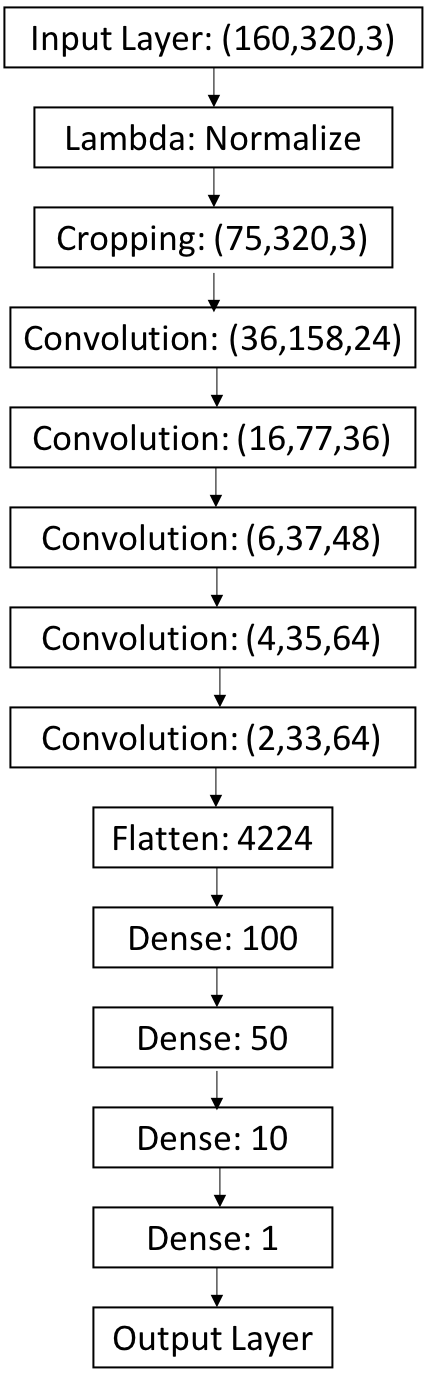 Input Layer: (160,320,3)
Lambda: Normalize
Cropping: (75,320,3)
Convolution: (36,158,24)
Convolution: (16,77,36)
Convolution: (6,37,48)
Convolution: (4,35,64)
Convolution: (2,33,64)
Flatten: 4224
Dense: 100
Dense: 50
Dense: 10
Dense: 1
Output Layer